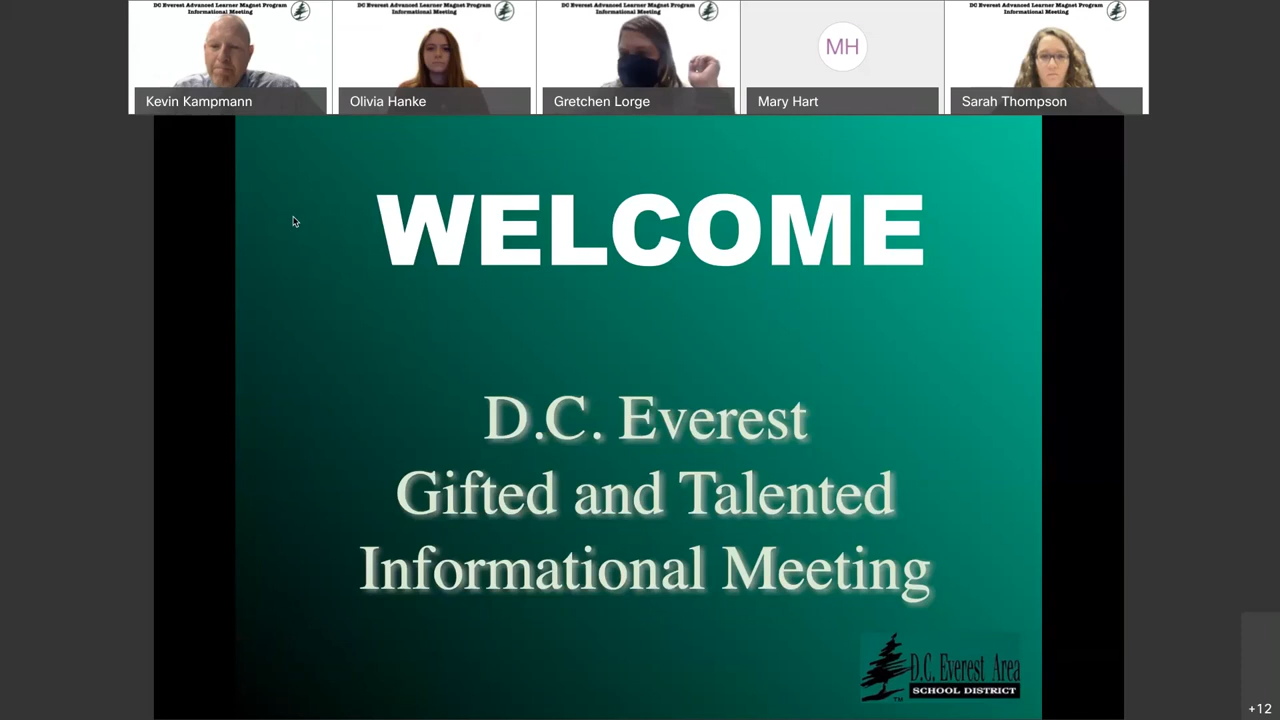 DC Everest Advanced Learner Magnet Program
Informational Meeting
DC Everest Advanced Learner Magnet Program
Informational Meeting
DC Everest Advanced Learner Magnet Program
Informational Meeting
DC Everest Advanced Learner Magnet Program
Informational Meeting
MH
Kevin Kampmann
Olivia Hanke
Gretchen Lorge
Mary Hart
Sarah Thompson
WELCOME
D.C. Everest
Gifted and Talented
Informational Meeting
D.C. Everest Area
SCHOOL DISTRICT
TM
+12